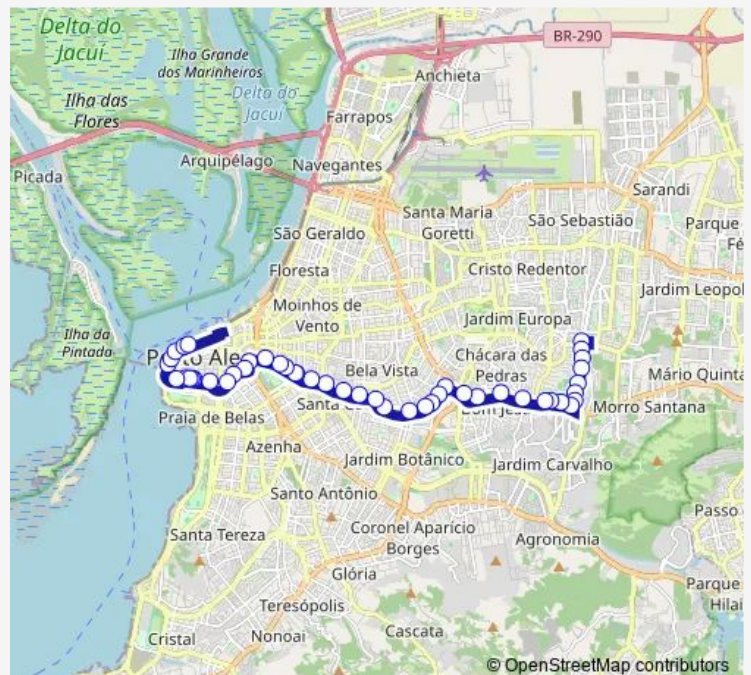 Delta do
Jacuí
Ilha Grande
dos Marinheiros
BR-290
Anchieta
Delta do
Jacuí
Ilha das
Flores
Farrapos
Arquipélago
Navegantes
Picada
Sarandi
Santa Maria
Goretti
São Sebastião
Parque
São Geraldo
Floresta
Cristo Redentor
Jardim Leopol
Moinhos de
Vento
Jardim Europa
Ilha da
Pintada
Chácara das
Pedras
Bela Vista
Mário Quinta
Morro Santana
Praia de Belas
Azenha
Jardim Botânico
Jardim Carvalho
Santo Antônio
Passo
Santa Tereza
Coronel Aparicio
Borges
Agronomia
Glória
Parque
Hilai
Teresópolis
Cristal
Nonoai
Cascata
© OpenStreetMap contributors